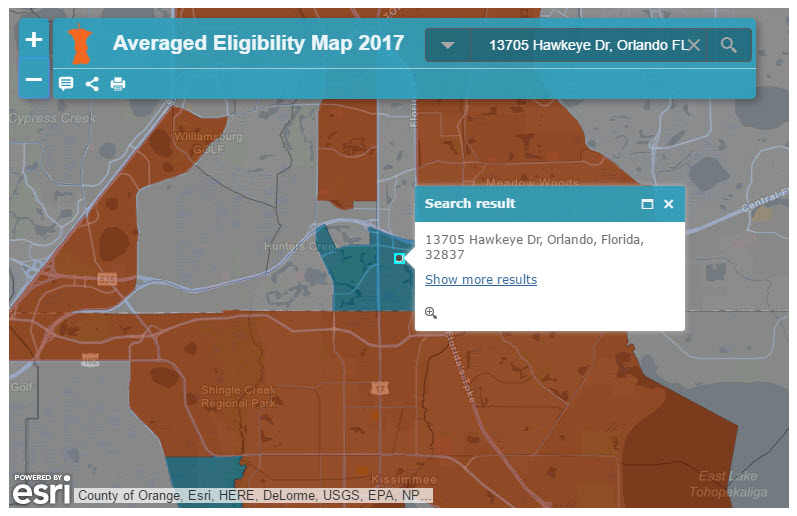 +
Averaged Eligibility Map 2017
13705 Hawkeye Dr, Orlando FL
−
Cypress Creek
Williamsburg
GOLF
Meadow Woods
Central Fl
Search result
13705 Hawkeye Dr, Orlando, Florida,
32837
Show more results
Hunters Creek
535
192
Golf
Shingle Creek
Regional Park
17
Florida's Tpke
Kissimmee
East Lake
Tohopekaliga
POWERED BY
esri
County of Orange, Esri, HERE, DeLorme, USGS, EPA, NP...